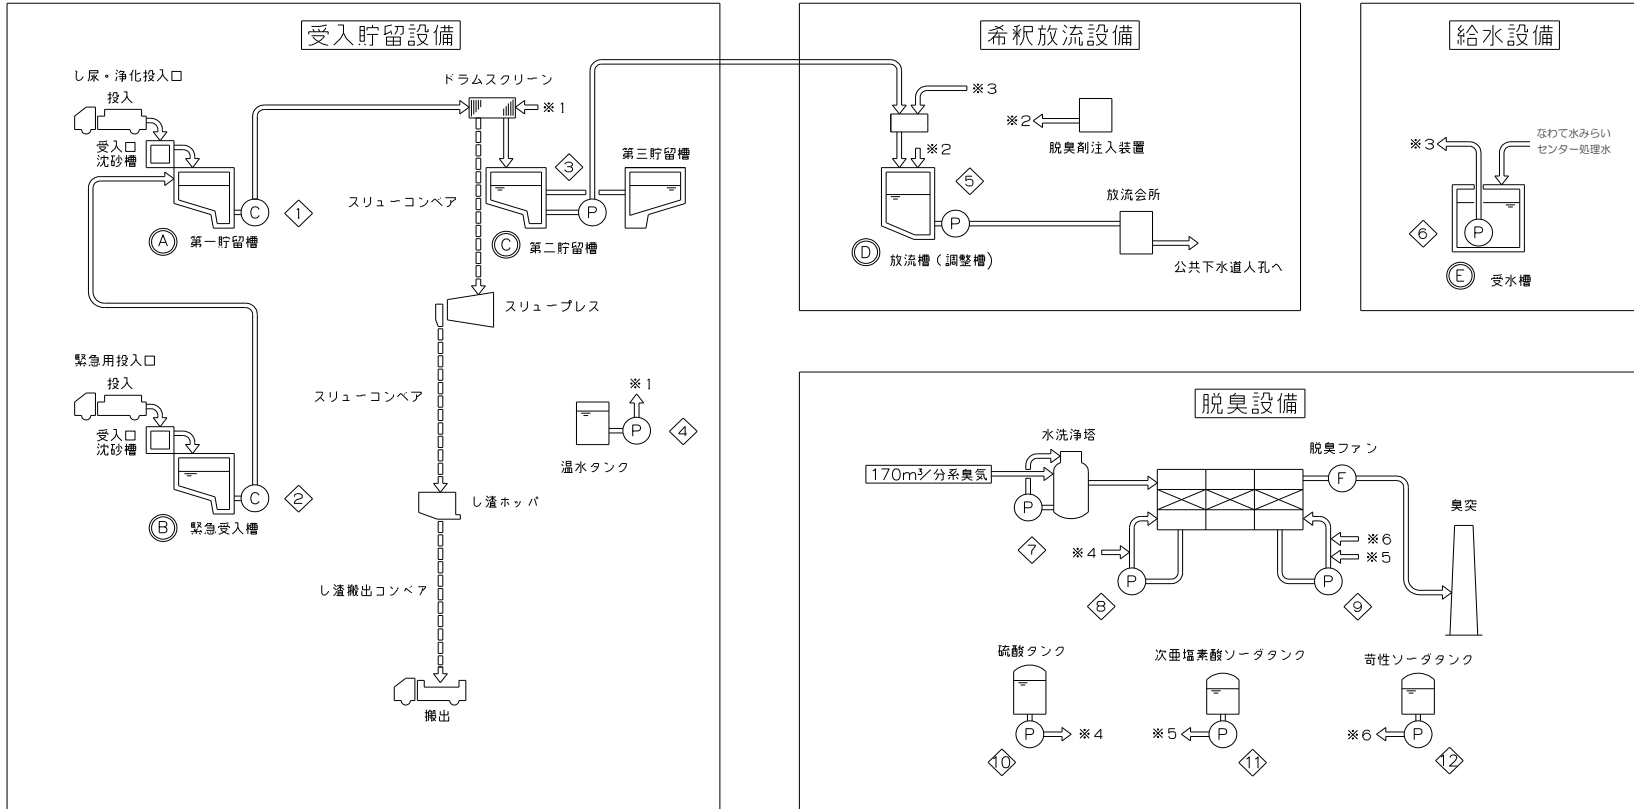 受入貯留設備
し尿・浄化投入口
投入
受入口
沈砂槽
ドラムスクリーン
※1
C
1
A
第一貯留槽
スリューコンベア
3
第三貯留槽
P
C
第二貯留槽
スリュープレス
緊急用投入口
投入
受入口
沈砂槽
C
2
B
緊急受入槽
スリューコンベア
※1
P
4
温水タンク
し渣ホッパ
し渣搬出コンベア
搬出
希釈放流設備
※3
※2
※2
脱臭剤注入装置
5
P
D
放流槽(調整槽)
放流会所
公共下水道人孔へ
給水設備
※3
なわて水みらい
センター処理水
6
P
E
受水槽
脱臭設備
水洗浄塔
170m³/分系臭気
P
7
脱臭ファン
F
臭突
※4
P
8
※6
※5
P
9
硫酸タンク
P
※4
10
次亜塩素酸ソーダタンク
※5
P
11
苛性ソーダタンク
※6
P
12